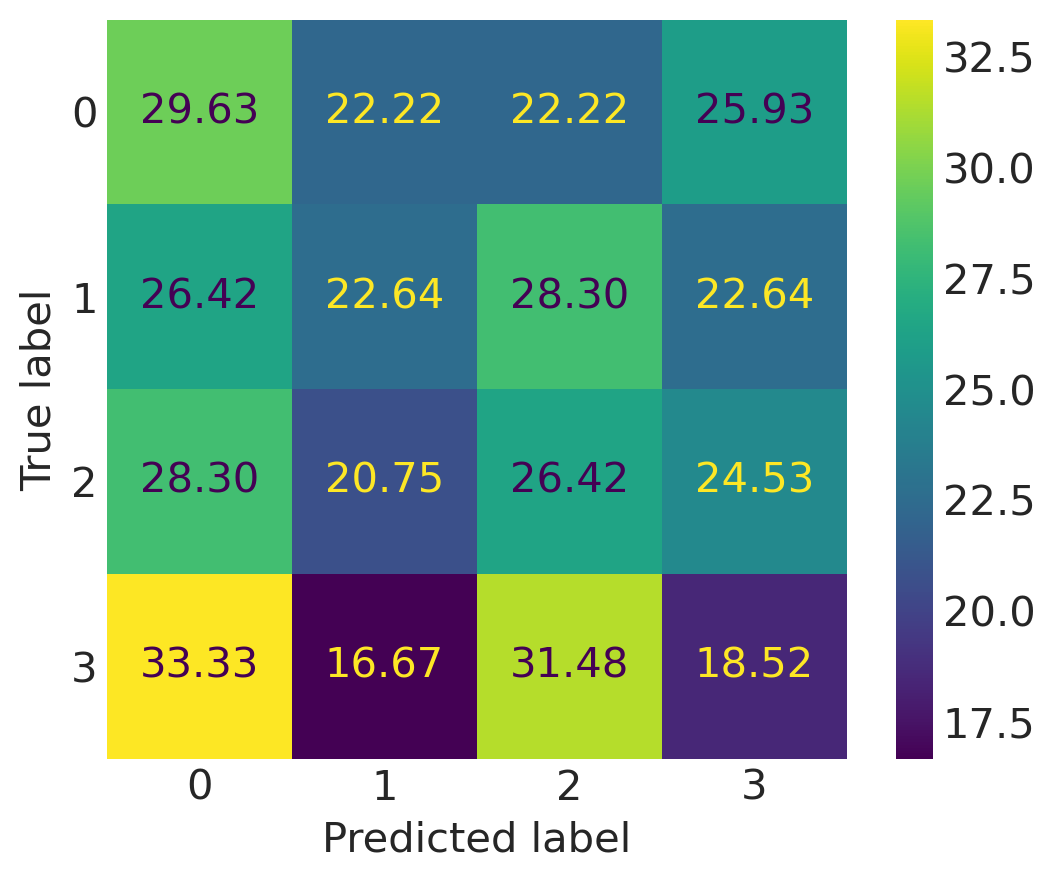 0 29.63 22.22 22.22 25.93
1 26.42 22.64 28.30 22.64
2 28.30 20.75 26.42 24.53
3 33.33 16.67 31.48 18.52
0 1 2 3
Predicted label
True label
32.5
30.0
27.5
25.0
22.5
20.0
17.5